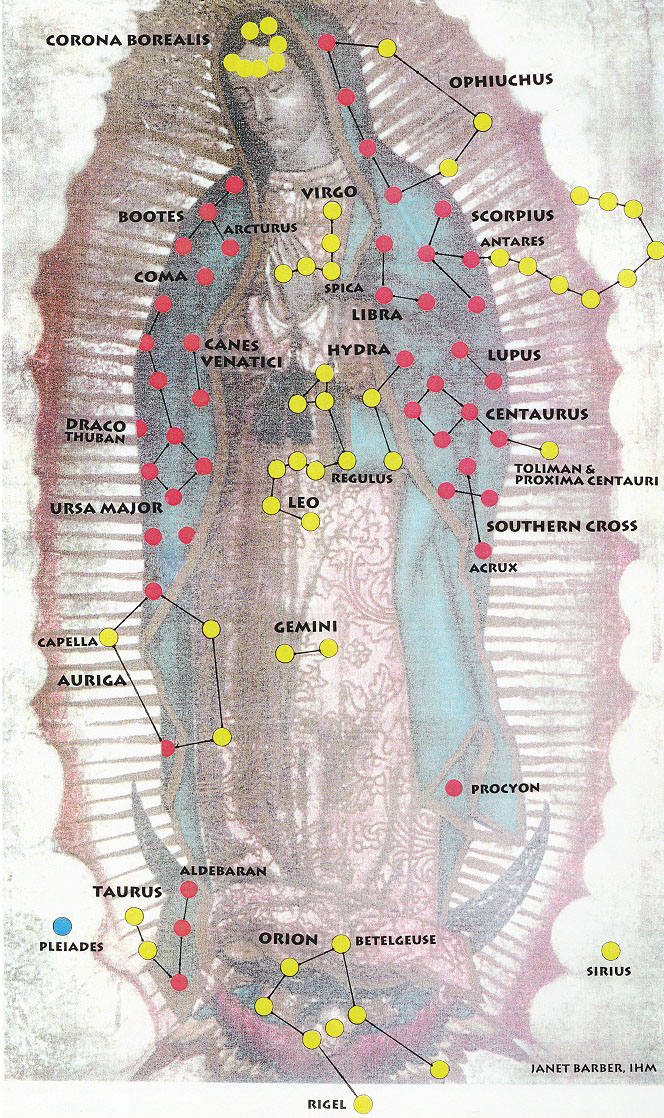 CORONA BOREALIS
OPHIUCHUS
VIRGO
BOOTES
ARCTURUS
SCORPIUS
ANTARES
COMA
SPICA
LIBRA
CANES
VENATICI
HYDRA
LUPUS
CENTAURUS
DRACO
THUBAN
TOLIMAN &
PROXIMA CENTAURI
REGULUS
URSA MAJOR
LEO
SOUTHERN CROSS
ACRUX
GEMINI
CAPELLA
AURIGA
PROCYON
ALDEBARAN
TAURUS
PLEIADES
ORION
BETELGEUSE
SIRIUS
JANET BARBER, IHM
RIGEL